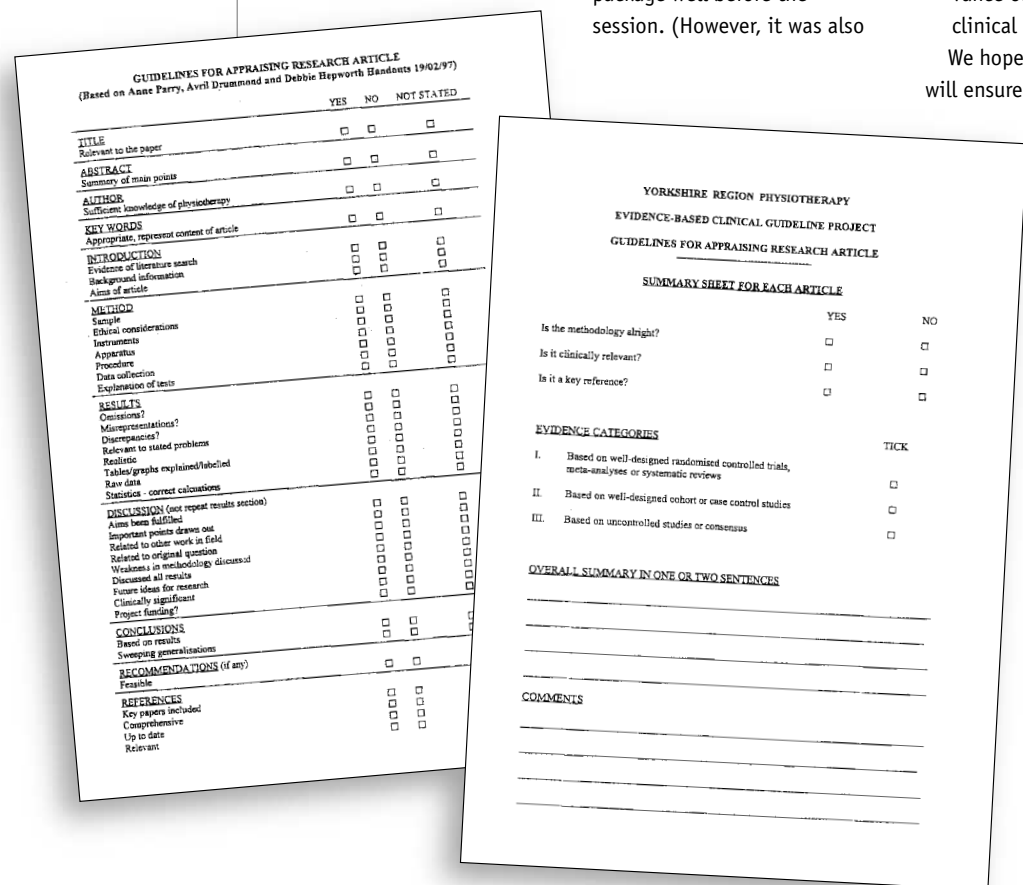 package well before the
session. (However, it was also
clinical
We hope
will ensure
GUIDELINES FOR APPRAISING RESEARCH ARTICLE
(Based on Anne Parry, Avril Drummond and Debbie Hepworth Handouts 19/02/97)
YES NO NOT STATED
TITLE
Relevant to the paper
ABSTRACT
Summary of main points
AUTHOR
Sufficient knowledge of physiotherapy
KEY WORDS
Appropriate, represent content of article
INTRODUCTION
Evidence of literature search
Background information
Aims of article
METHOD
Sample
Ethical considerations
Instruments
Apparatus
Procedure
Data collection
Explanation of tests
RESULTS
Omissions?
Misrepresentations?
Discrepancies?
Relevant to stated problems
Realistic
Tables/graphs explained/labelled
Raw data
Statistics - correct calcuations
DISCUSSION (not repeat results section)
Aims been fulfilled
Important points drawn out
Related to other work in field
Related to original question
Weakness in methodology discussed
Discussed all results
Future ideas for research
Clinically significant
Project funding?
CONCLUSIONS
Based on results
Sweeping generalisations
RECOMMENDATIONS (if any)
Feasible
REFERENCES
Key papers included
Comprehensive
Up to date
Relevant
YORKSHIRE REGION PHYSIOTHERAPY
EVIDENCE-BASED CLINICAL GUIDELINE PROJECT
GUIDELINES FOR APPRAISING RESEARCH ARTICLE
SUMMARY SHEET FOR EACH ARTICLE
YES NO
Is the methodology alright?
Is it clinically relevant?
Is it a key reference?
EVIDENCE CATEGORIES
TICK
I. Based on well-designed randomised controlled trials,
meta-analyses or systematic reviews
II. Based on well-designed cohort or case control studies
III. Based on uncontrolled studies or consensus
OVERALL SUMMARY IN ONE OR TWO SENTENCES
COMMENTS